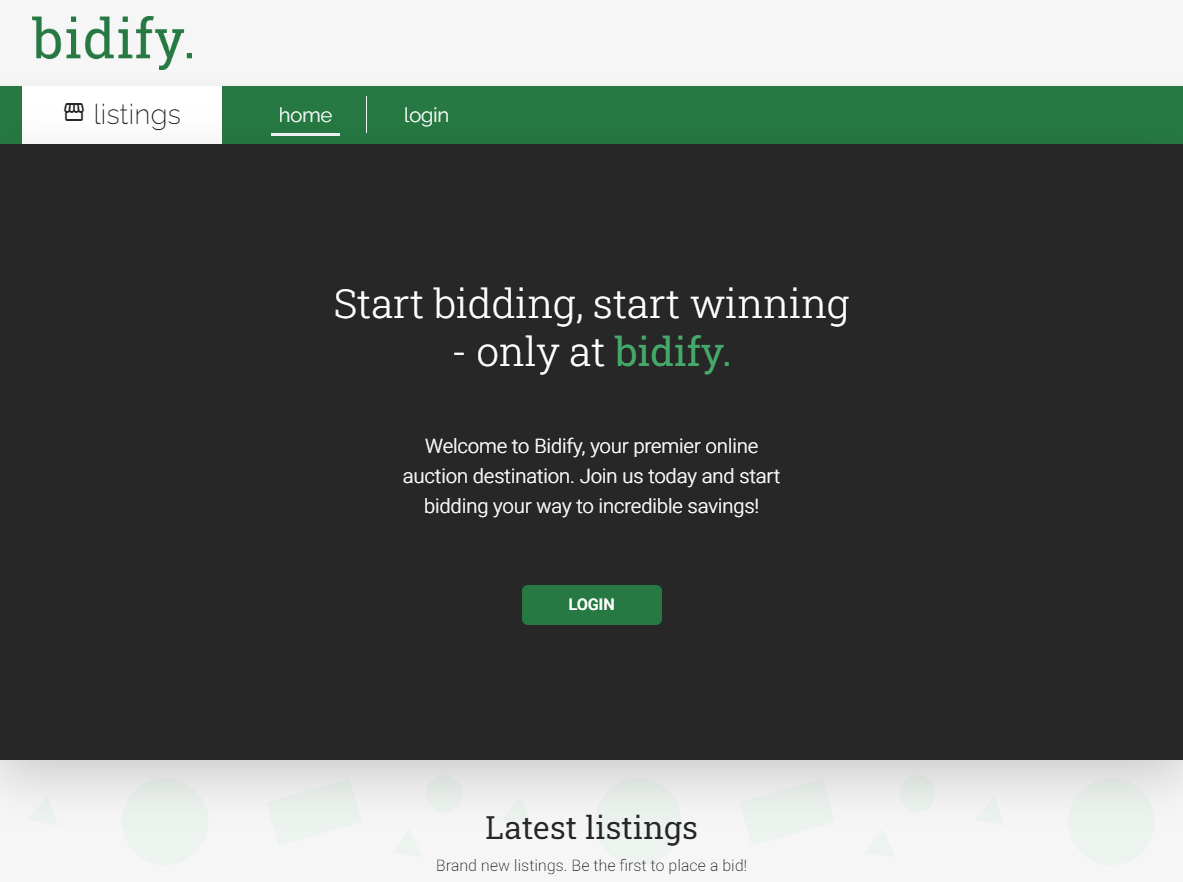 bidify.
listings
home
login
Start bidding, start winning
- only at bidify.
Welcome to Bidify, your premier online
auction destination. Join us today and start
bidding your way to incredible savings!
LOGIN
Latest listings
Brand new listings. Be the first to place a bid!